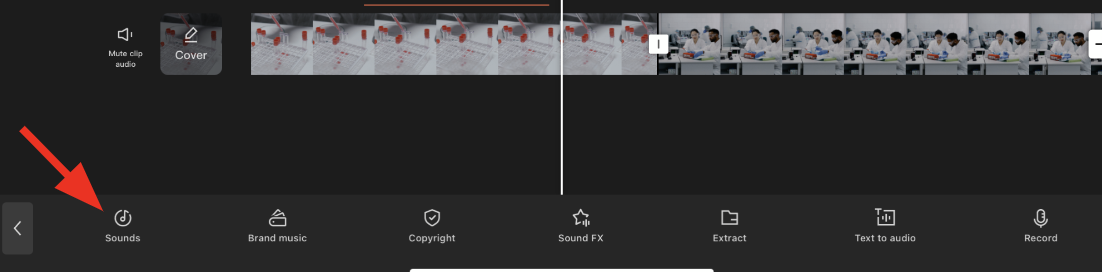 Mute clip
audio
Cover
Sounds
Brand music
Copyright
Sound FX
Extract
Text to audio
Record